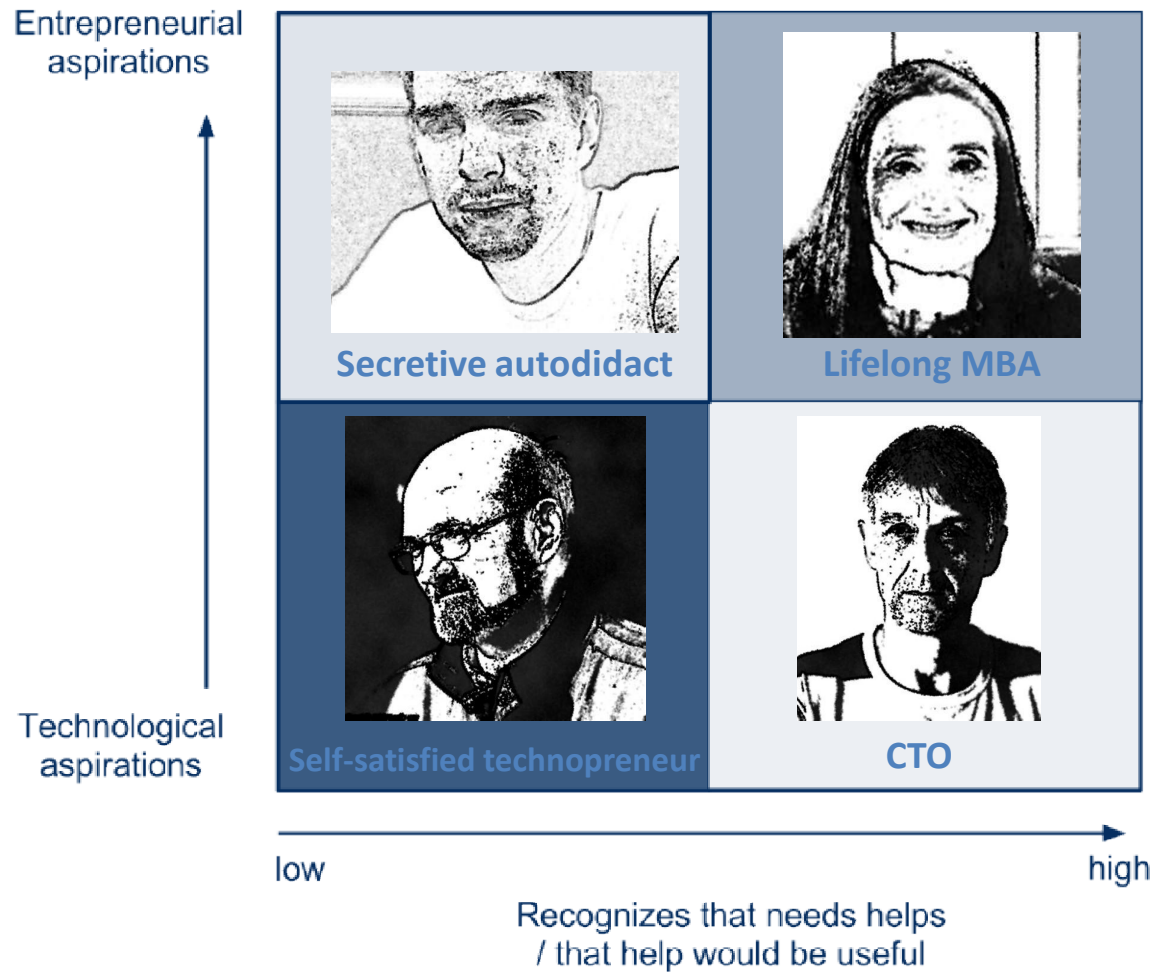 Entrepreneurial
aspirations
Secretive autodidact
Lifelong MBA
Technological
aspirations
Self-satisfied technopreneur
CTO
low
high
Recognizes that needs helps
/ that help would be useful